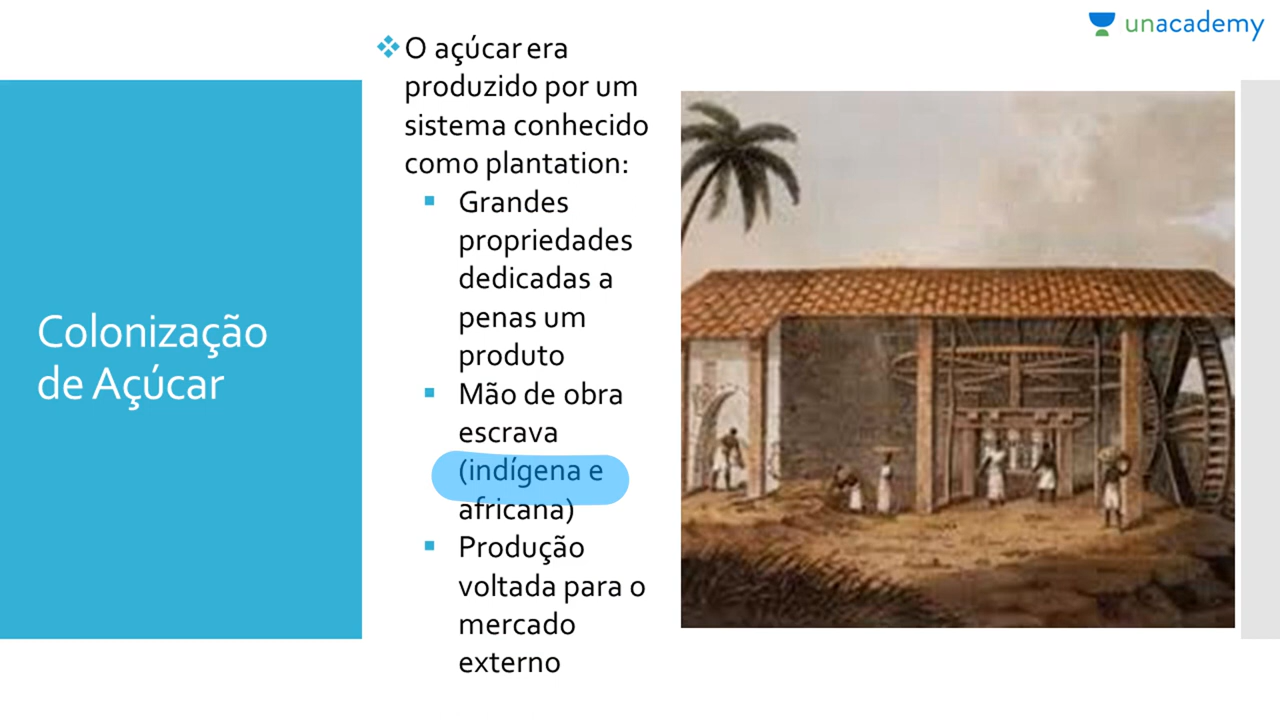 unacademy
Colonização
de Açúcar
O açúcar era
produzido por um
sistema conhecido
como plantation:
Grandes
propriedades
dedicadas a
penas um
produto
Mão de obra
escrava
(indígena e
africana)
Produção
voltada para o
mercado
externo